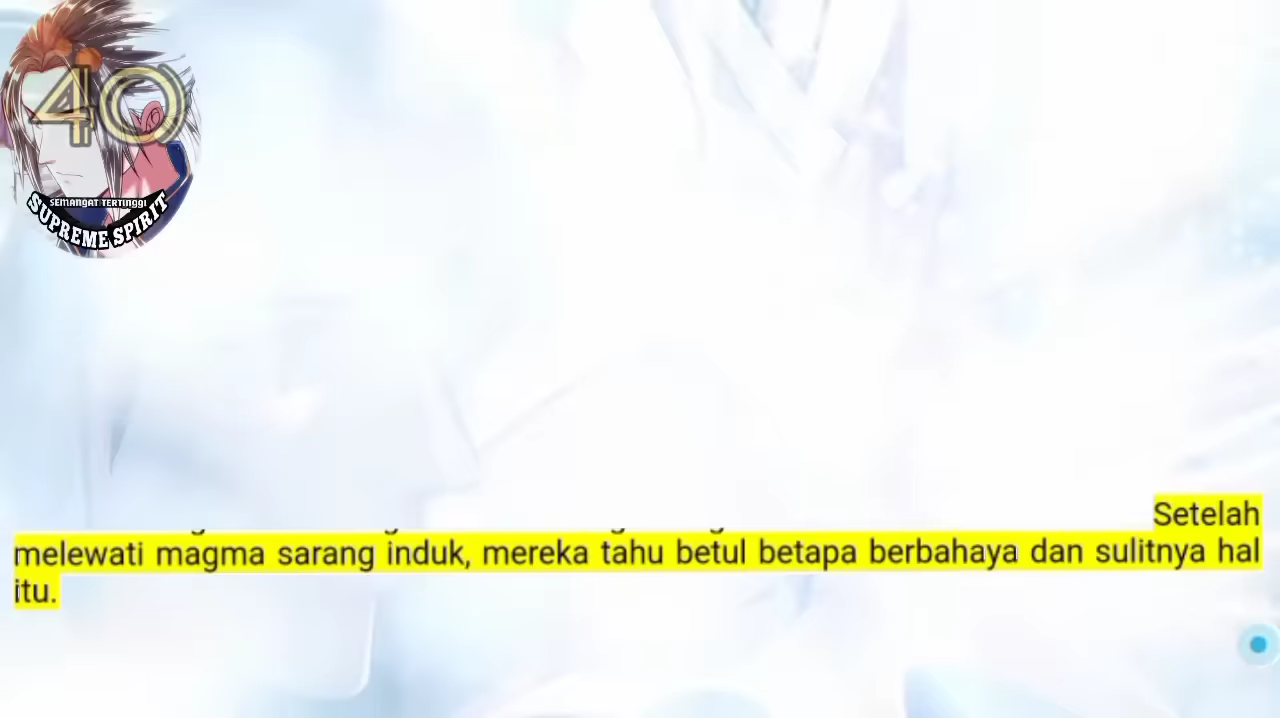 40
SEMANGAT TERTINGGI
SUPREME SPIRIT
Setelah
melewati magma sarang induk, mereka tahu betul betapa berbahaya dan sulitnya hal
itu.